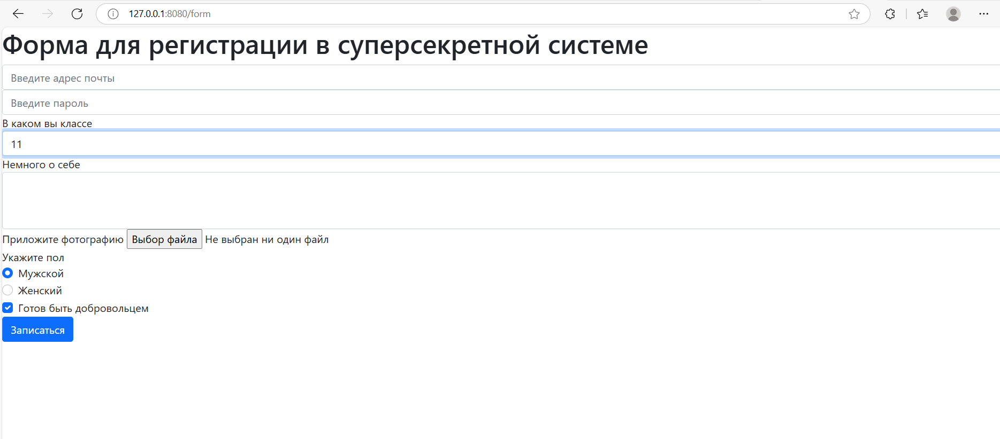 127.0.0.1:8080/form
Форма для регистрации в суперсекретной системе
Введите адрес почты
Введите пароль
В каком вы классе
11
Немного о себе
Приложите фотографию Выбор файла Не выбран ни один файл
Укажите пол
Мужской
Женский
Готов быть добровольцем
Записаться